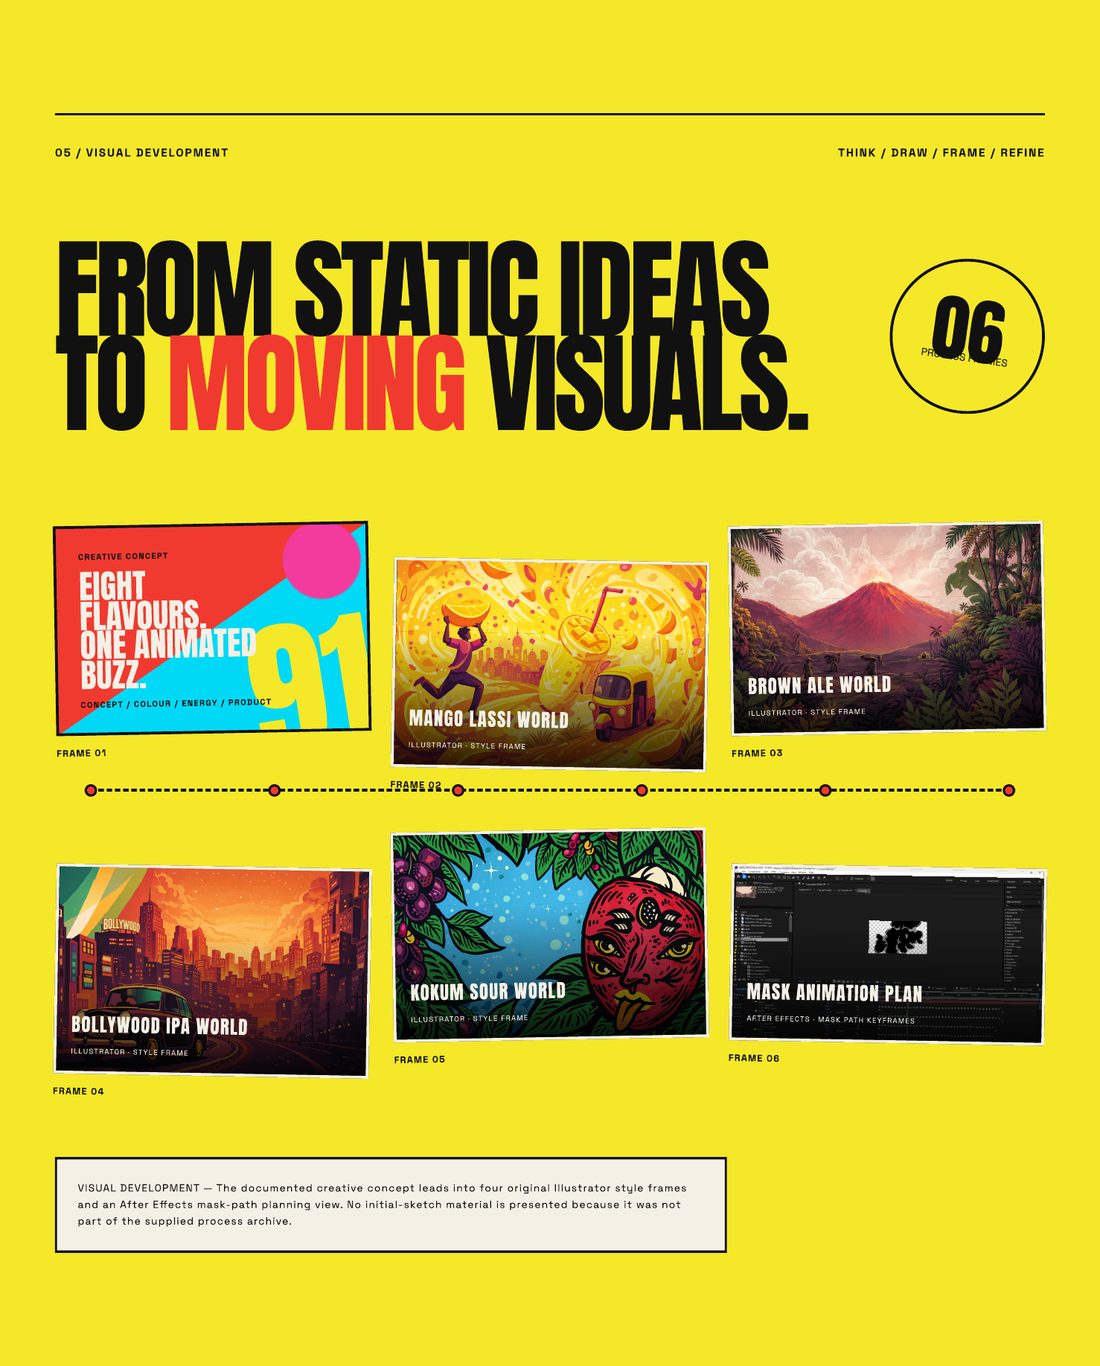 05 / VISUAL DEVELOPMENT
THINK / DRAW / FRAME / REFINE
FROM STATIC IDEAS
TO MOVING VISUALS.
06
CREATIVE CONCEPT
EIGHT
FLAVOURS.
ONE ANIMATED
BUZZ.
91
CONCEPT / COLOUR / ENERGY / PRODUCT
FRAME 01
MANGO LASSI WORLD
ILLUSTRATOR · STYLE FRAME
FRAME 02
BROWN ALE WORLD
ILLUSTRATOR · STYLE FRAME
FRAME 03
BOLLYWOOD
BOLLYWOOD IPA WORLD
ILLUSTRATOR · STYLE FRAME
FRAME 04
KOKUM SOUR WORLD
ILLUSTRATOR · STYLE FRAME
FRAME 05
MASK ANIMATION PLAN
AFTER EFFECTS · MASK PATH KEYFRAMES
FRAME 06
VISUAL DEVELOPMENT — The documented creative concept leads into four original Illustrator style frames
and an After Effects mask-path planning view. No initial-sketch material is presented because it was not
part of the supplied process archive.